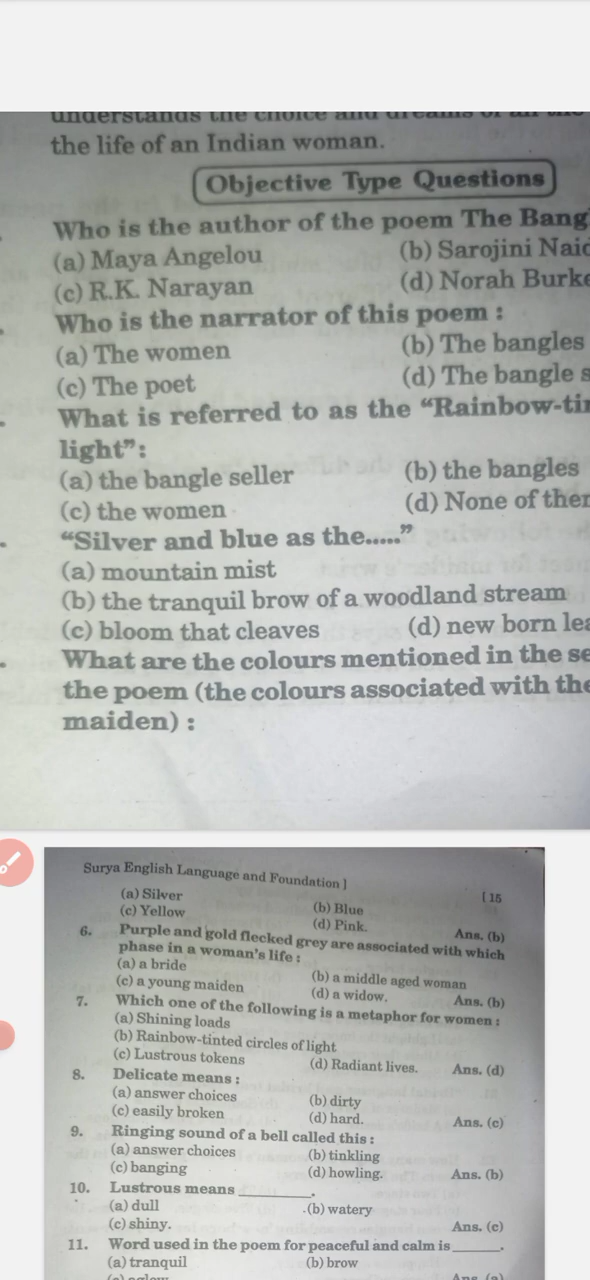 the life of an Indian woman.
Objective Type Questions
Who is the author of the poem The Bang
(a) Maya Angelou (b) Sarojini Naid
(c) R.K. Narayan (d) Norah Burke
Who is the narrator of this poem :
(a) The women (b) The bangles
(c) The poet (d) The bangle s
What is referred to as the “Rainbow-tin
light”:
(a) the bangle seller (b) the bangles
(c) the women (d) None of them
“Silver and blue as the.....”
(a) mountain mist
(b) the tranquil brow of a woodland stream
(c) bloom that cleaves (d) new born lea
What are the colours mentioned in the se
the poem (the colours associated with the
maiden) :
Surya English Language and Foundation ] [ 15
(a) Silver (b) Blue
(c) Yellow (d) Pink. Ans. (b)
6. Purple and gold flecked grey are associated with which
phase in a woman's life :
(a) a bride (b) a middle aged woman
(c) a young maiden (d) a widow. Ans. (b)
7. Which one of the following is a metaphor for women :
(a) Shining loads
(b) Rainbow-tinted circles of light
(c) Lustrous tokens (d) Radiant lives. Ans. (d)
8. Delicate means :
(a) answer choices (b) dirty
(c) easily broken (d) hard. Ans. (c)
9. Ringing sound of a bell called this :
(a) answer choices (b) tinkling
(c) banging (d) howling. Ans. (b)
10. Lustrous means ________.
(a) dull (b) watery
(c) shiny. Ans. (c)
11. Word used in the poem for peaceful and calm is ______.
(a) tranquil (b) brow